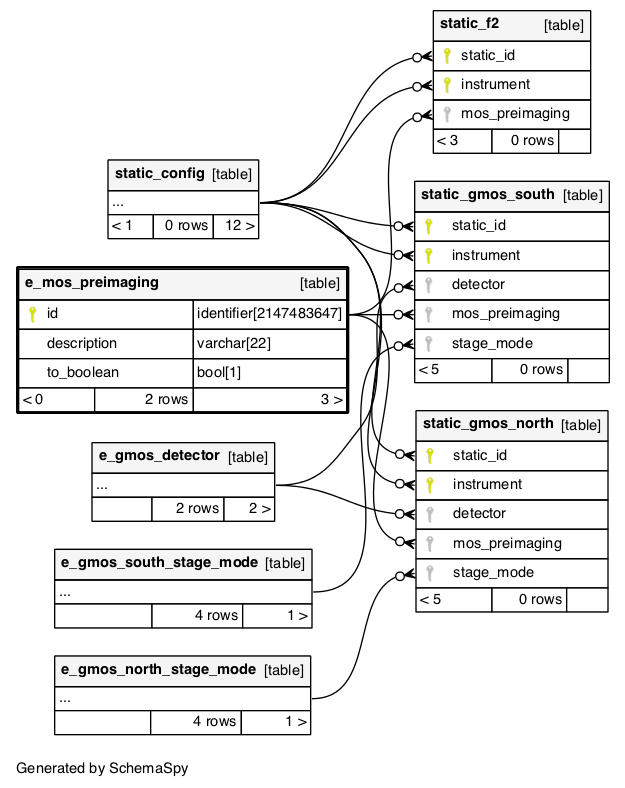 static_f2 [table]
static_id
instrument
mos_preimaging
< 3 0 rows
static_config [table]
...
< 1 0 rows 12 >
static_gmos_south [table]
static_id
instrument
detector
mos_preimaging
stage_mode
< 5 0 rows
e_mos_preimaging [table]
id identifier[2147483647]
description varchar[22]
to_boolean bool[1]
< 0 2 rows 3 >
static_gmos_north [table]
static_id
instrument
detector
mos_preimaging
stage_mode
< 5 0 rows
e_gmos_detector [table]
...
2 rows 2 >
e_gmos_south_stage_mode [table]
...
4 rows 1 >
e_gmos_north_stage_mode [table]
...
4 rows 1 >
Generated by SchemaSpy